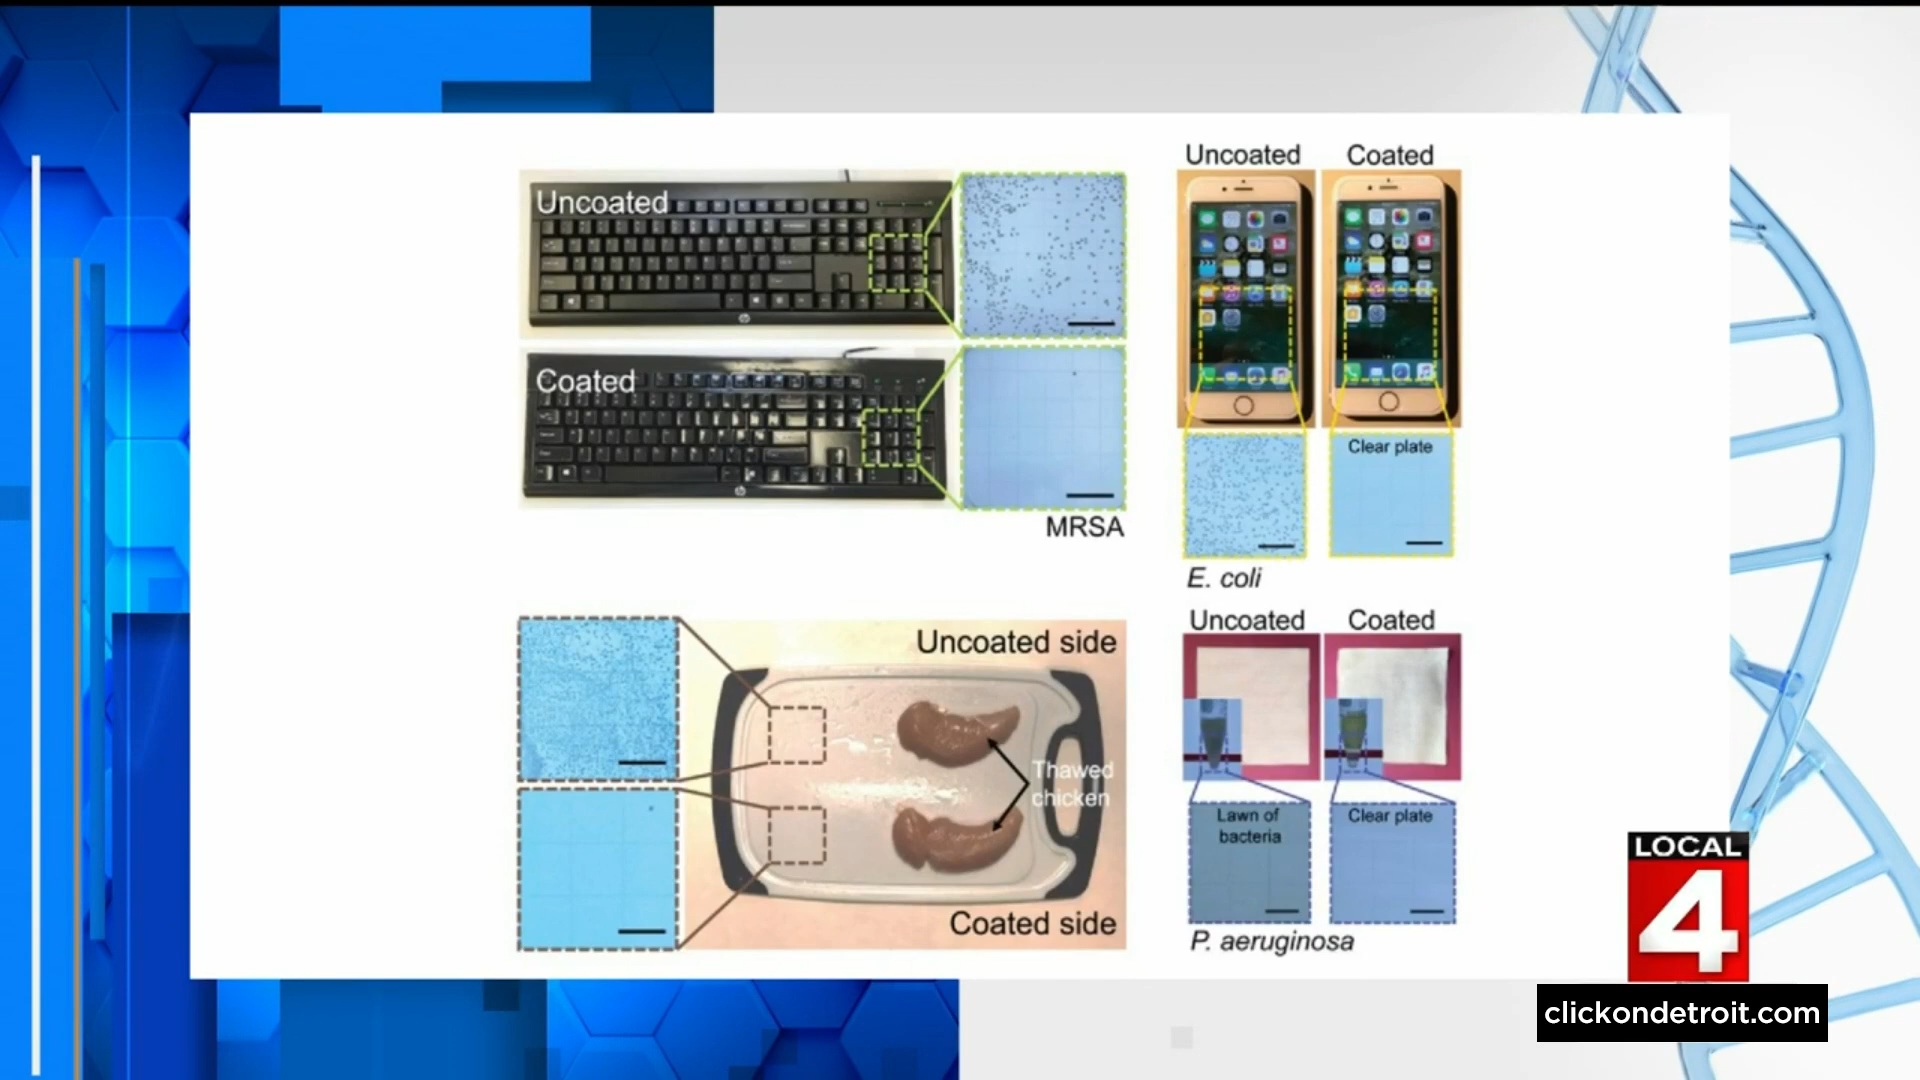 Uncoated
Coated
MRSA
Uncoated Coated
Clear plate
E. coli
Uncoated side
Thawed
chicken
Coated side
Uncoated Coated
Lawn of
bacteria
Clear plate
P. aeruginosa
LOCAL
4
clickondetroit.com